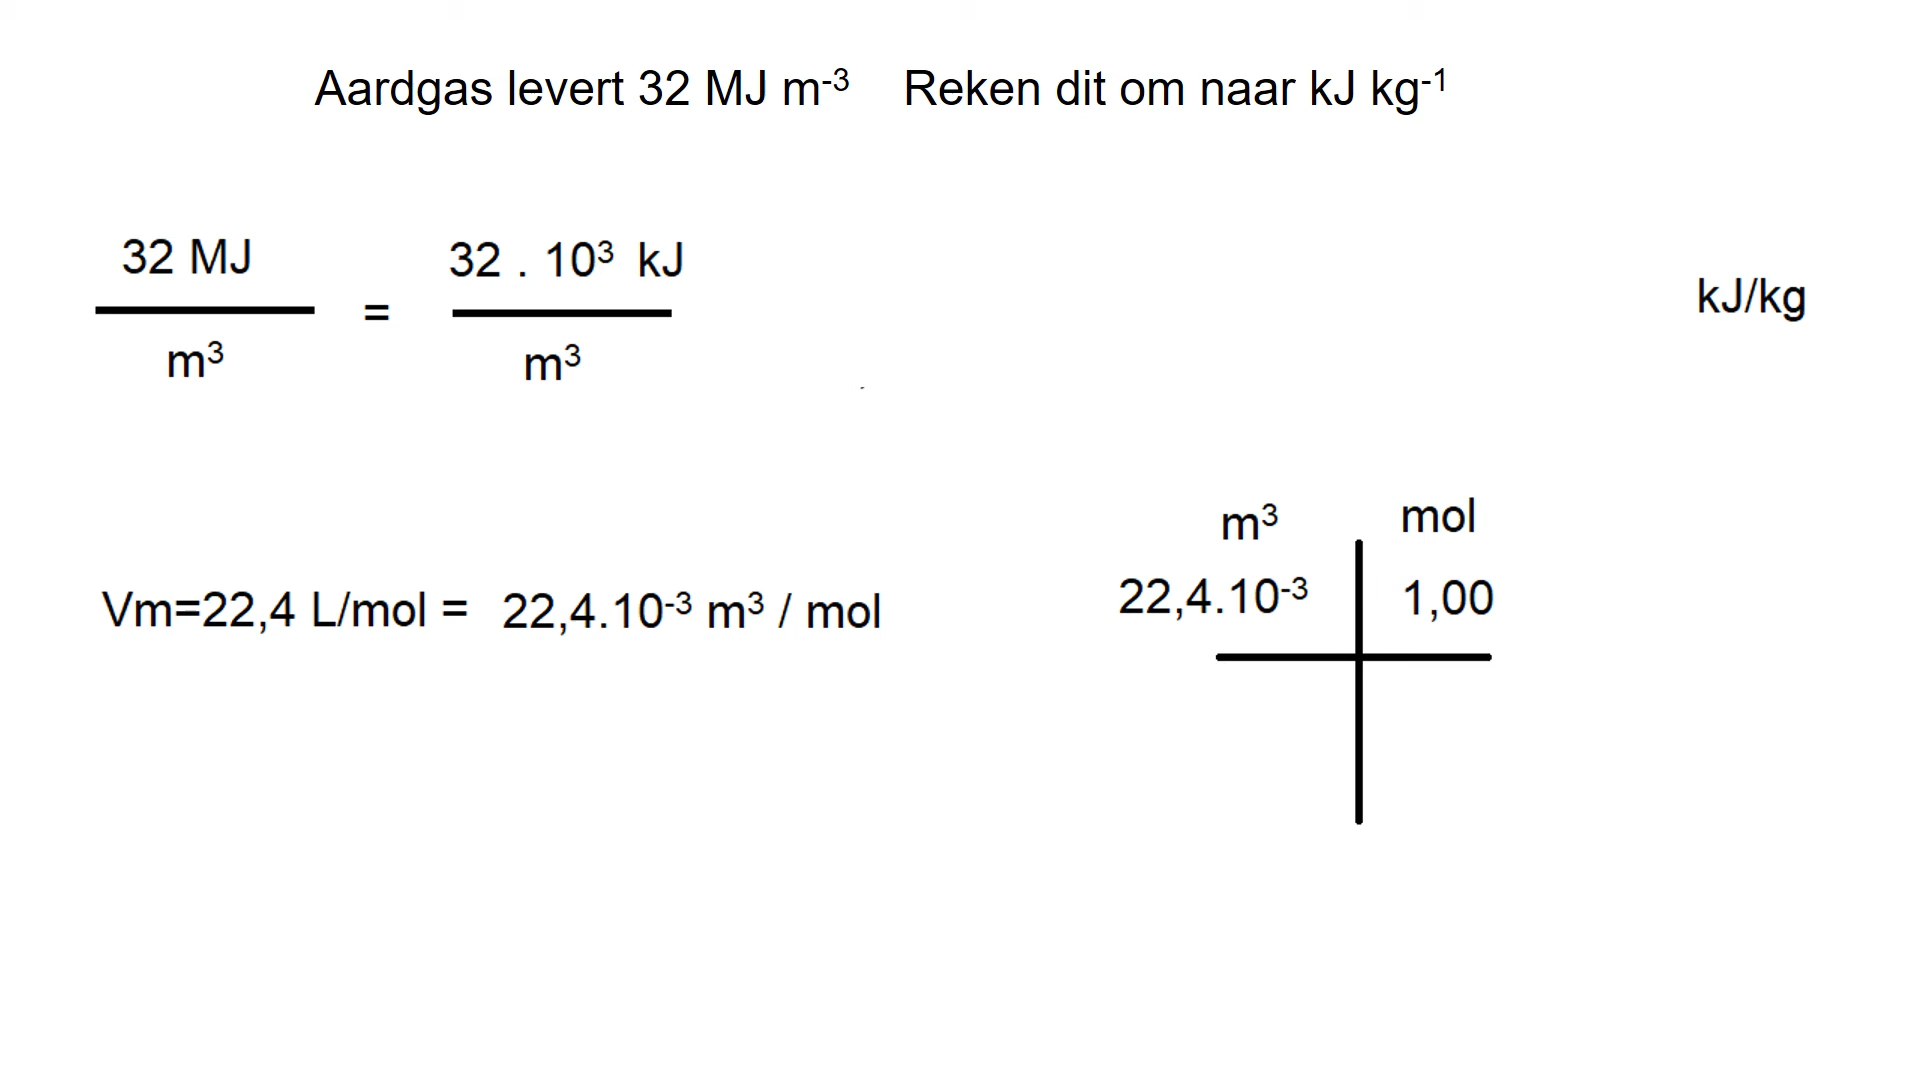 Aardgas levert 32 MJ m⁻³ Reken dit om naar kJ kg⁻¹
32 MJ
m³
=
32 . 10³ kJ
m³
kJ/kg
Vm=22,4 L/mol = 22,4.10⁻³ m³ / mol
m³ mol
22,4.10⁻³ 1,00